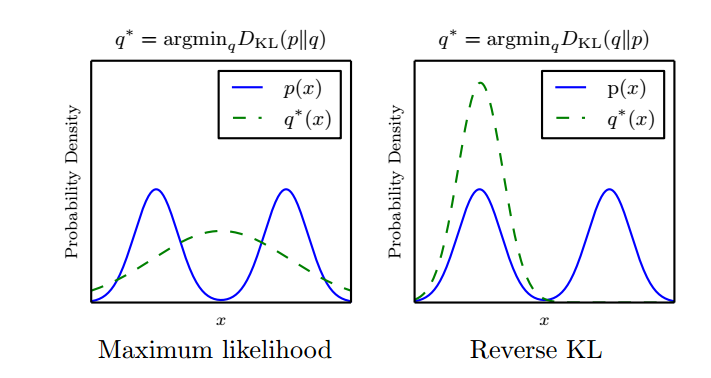 q* = argmin_q D_KL(p‖q)
p(x)
q*(x)
Probability Density
x
Maximum likelihood
q* = argmin_q D_KL(q‖p)
p(x)
q*(x)
Probability Density
x
Reverse KL